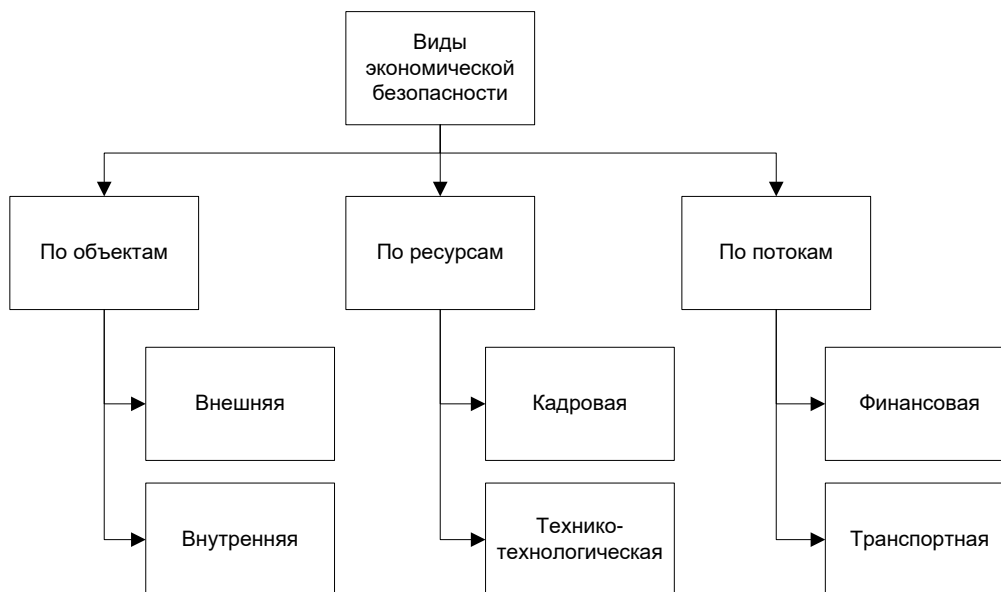 Виды
экономической
безопасности
По объектам
По ресурсам
По потокам
Внешняя
Кадровая
Финансовая
Внутренняя
Технико-
технологическая
Транспортная